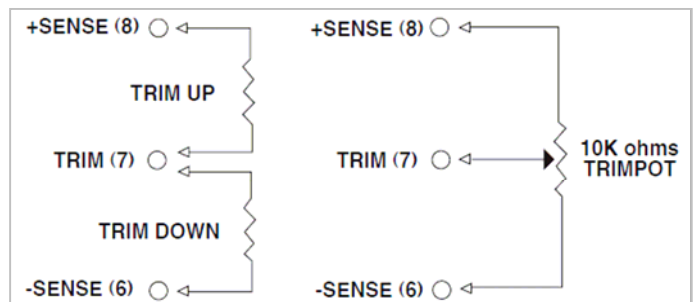 +SENSE (8)
TRIM UP
TRIM (7)
TRIM DOWN
-SENSE (6)
+SENSE (8)
TRIM (7)
10K ohms
TRIMPOT
-SENSE (6)